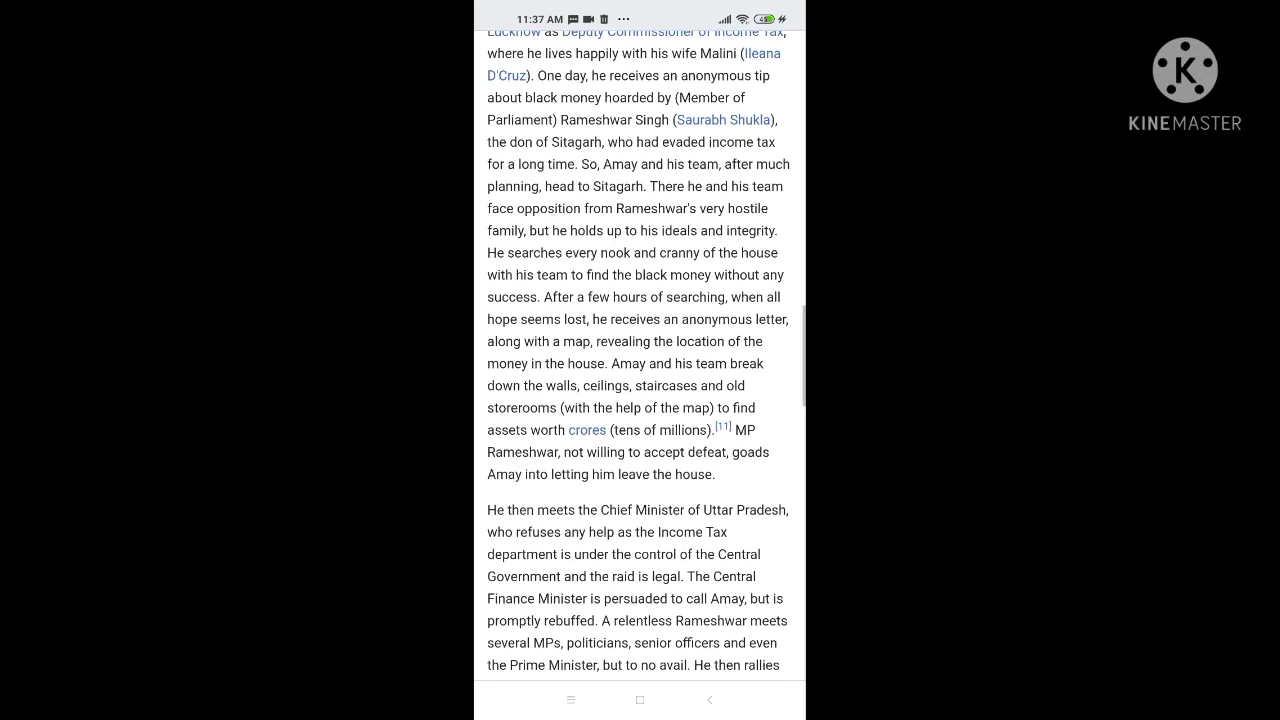 11:37 AM
Lucknow as Deputy Commissioner of Income Tax,
where he lives happily with his wife Malini (Ileana
D'Cruz). One day, he receives an anonymous tip
about black money hoarded by (Member of
Parliament) Rameshwar Singh (Saurabh Shukla),
the don of Sitagarh, who had evaded income tax
for a long time. So, Amay and his team, after much
planning, head to Sitagarh. There he and his team
face opposition from Rameshwar's very hostile
family, but he holds up to his ideals and integrity.
He searches every nook and cranny of the house
with his team to find the black money without any
success. After a few hours of searching, when all
hope seems lost, he receives an anonymous letter,
along with a map, revealing the location of the
money in the house. Amay and his team break
down the walls, ceilings, staircases and old
storerooms (with the help of the map) to find
assets worth crores (tens of millions).[11] MP
Rameshwar, not willing to accept defeat, goads
Amay into letting him leave the house.
He then meets the Chief Minister of Uttar Pradesh,
who refuses any help as the Income Tax
department is under the control of the Central
Government and the raid is legal. The Central
Finance Minister is persuaded to call Amay, but is
promptly rebuffed. A relentless Rameshwar meets
several MPs, politicians, senior officers and even
the Prime Minister, but to no avail. He then rallies
K
KINEMASTER